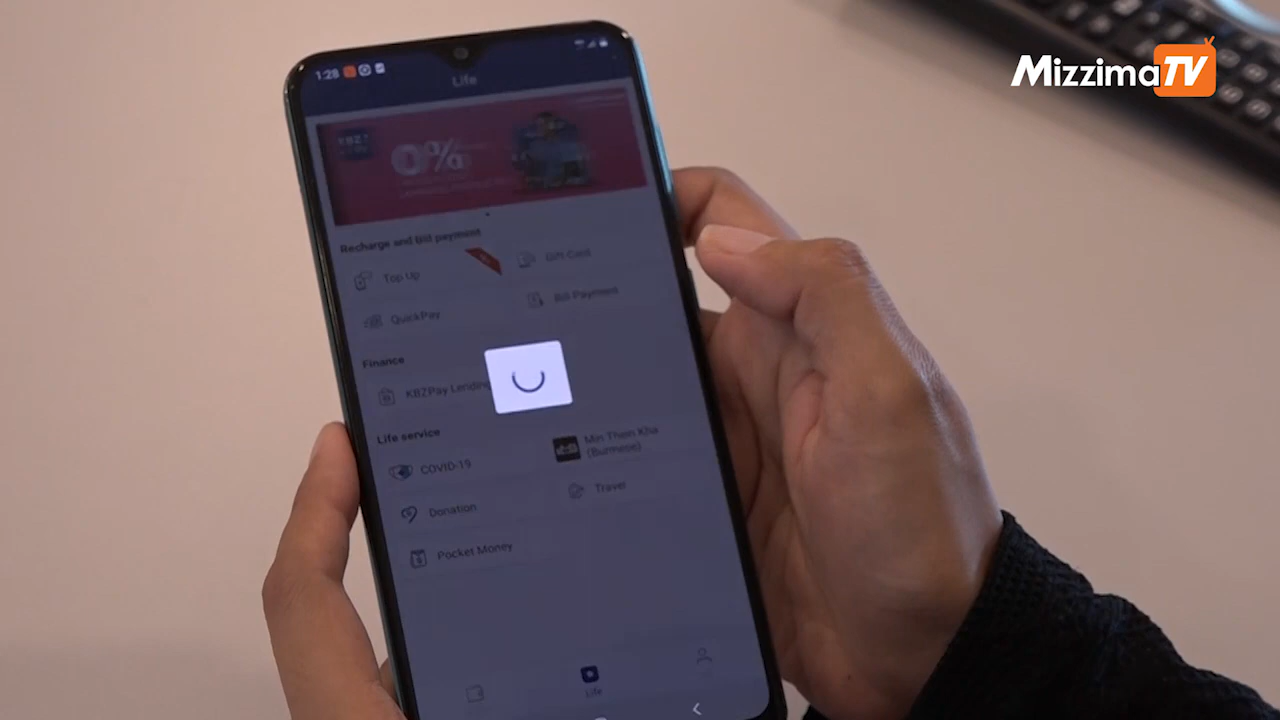 MizzimaTV
1:28
Life
KBZ
0%
Recharge and Bill payment
Top Up
Gift Card
QuickPay
Bill Payment
Finance
KBZPay Lending
Life service
COVID-19
Min Thein Kha
(Burmese)
Donation
Travel
Pocket Money
Life